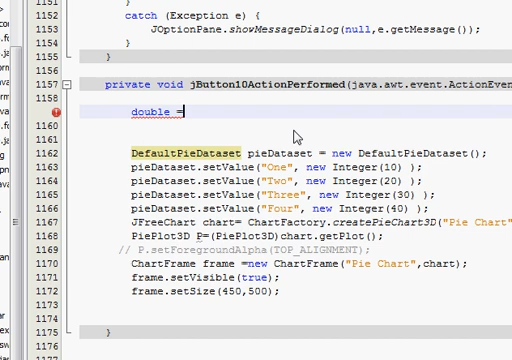 1151
1152 catch (Exception e) {
1153 JOptionPane.showMessageDialog(null,e.getMessage());
1154 }
1155 }
1156
1157 private void jButton10ActionPerformed(java.awt.event.ActionEven
1158
double =
1160
1161
1162 DefaultPieDataset pieDataset = new DefaultPieDataset();
1163 pieDataset.setValue("One", new Integer(10) );
1164 pieDataset.setValue("Two", new Integer(20) );
1165 pieDataset.setValue("Three", new Integer(30) );
1166 pieDataset.setValue("Four", new Integer(40) );
1167 JFreeChart chart= ChartFactory.createPieChart3D("Pie Chart"
1168 PiePlot3D P=(PiePlot3D)chart.getPlot();
1169 // P.setForegroundAlpha(TOP_ALIGNMENT);
1170 ChartFrame frame =new ChartFrame("Pie Chart",chart);
1171 frame.setVisible(true);
1172 frame.setSize(450,500);
1173
1174
1175 }
1176